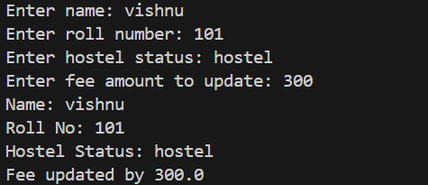 Enter name: vishnu
Enter roll number: 101
Enter hostel status: hostel
Enter fee amount to update: 300
Name: vishnu
Roll No: 101
Hostel Status: hostel
Fee updated by 300.0